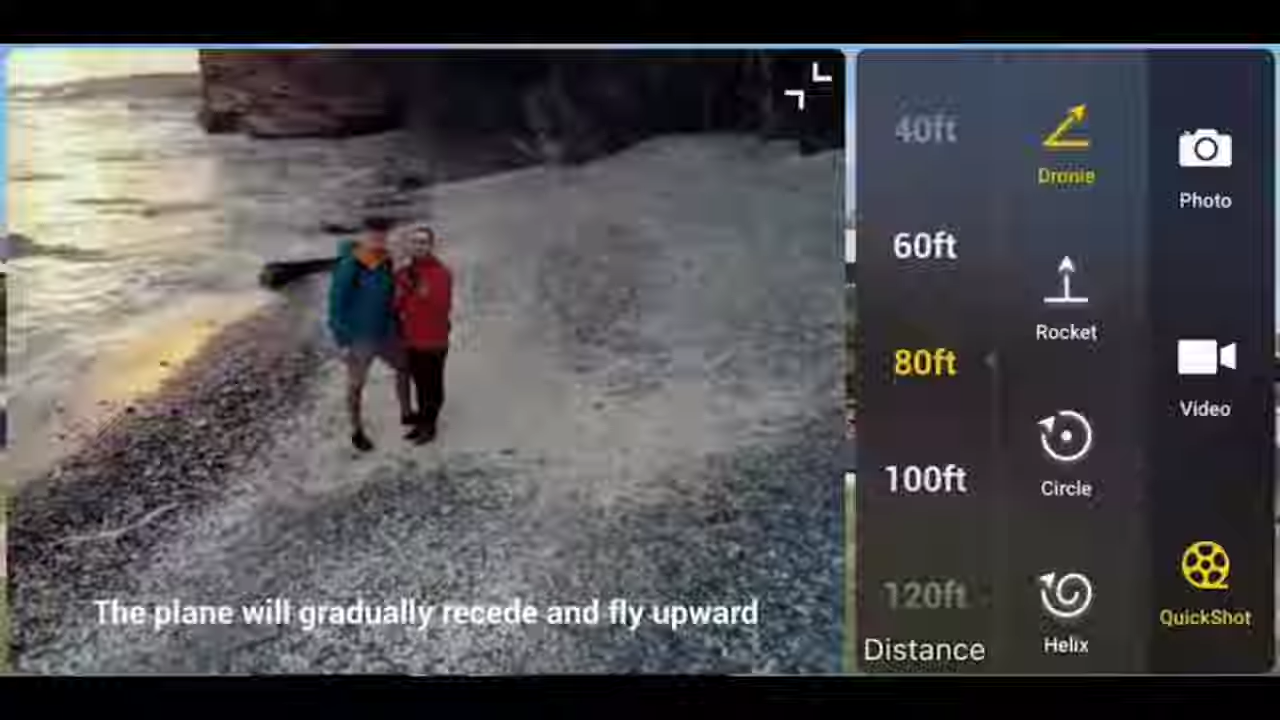 The plane will gradually recede and fly upward
40ft
60ft
80ft
100ft
120ft
Distance
Dronie
Rocket
Circle
Helix
Photo
Video
QuickShot